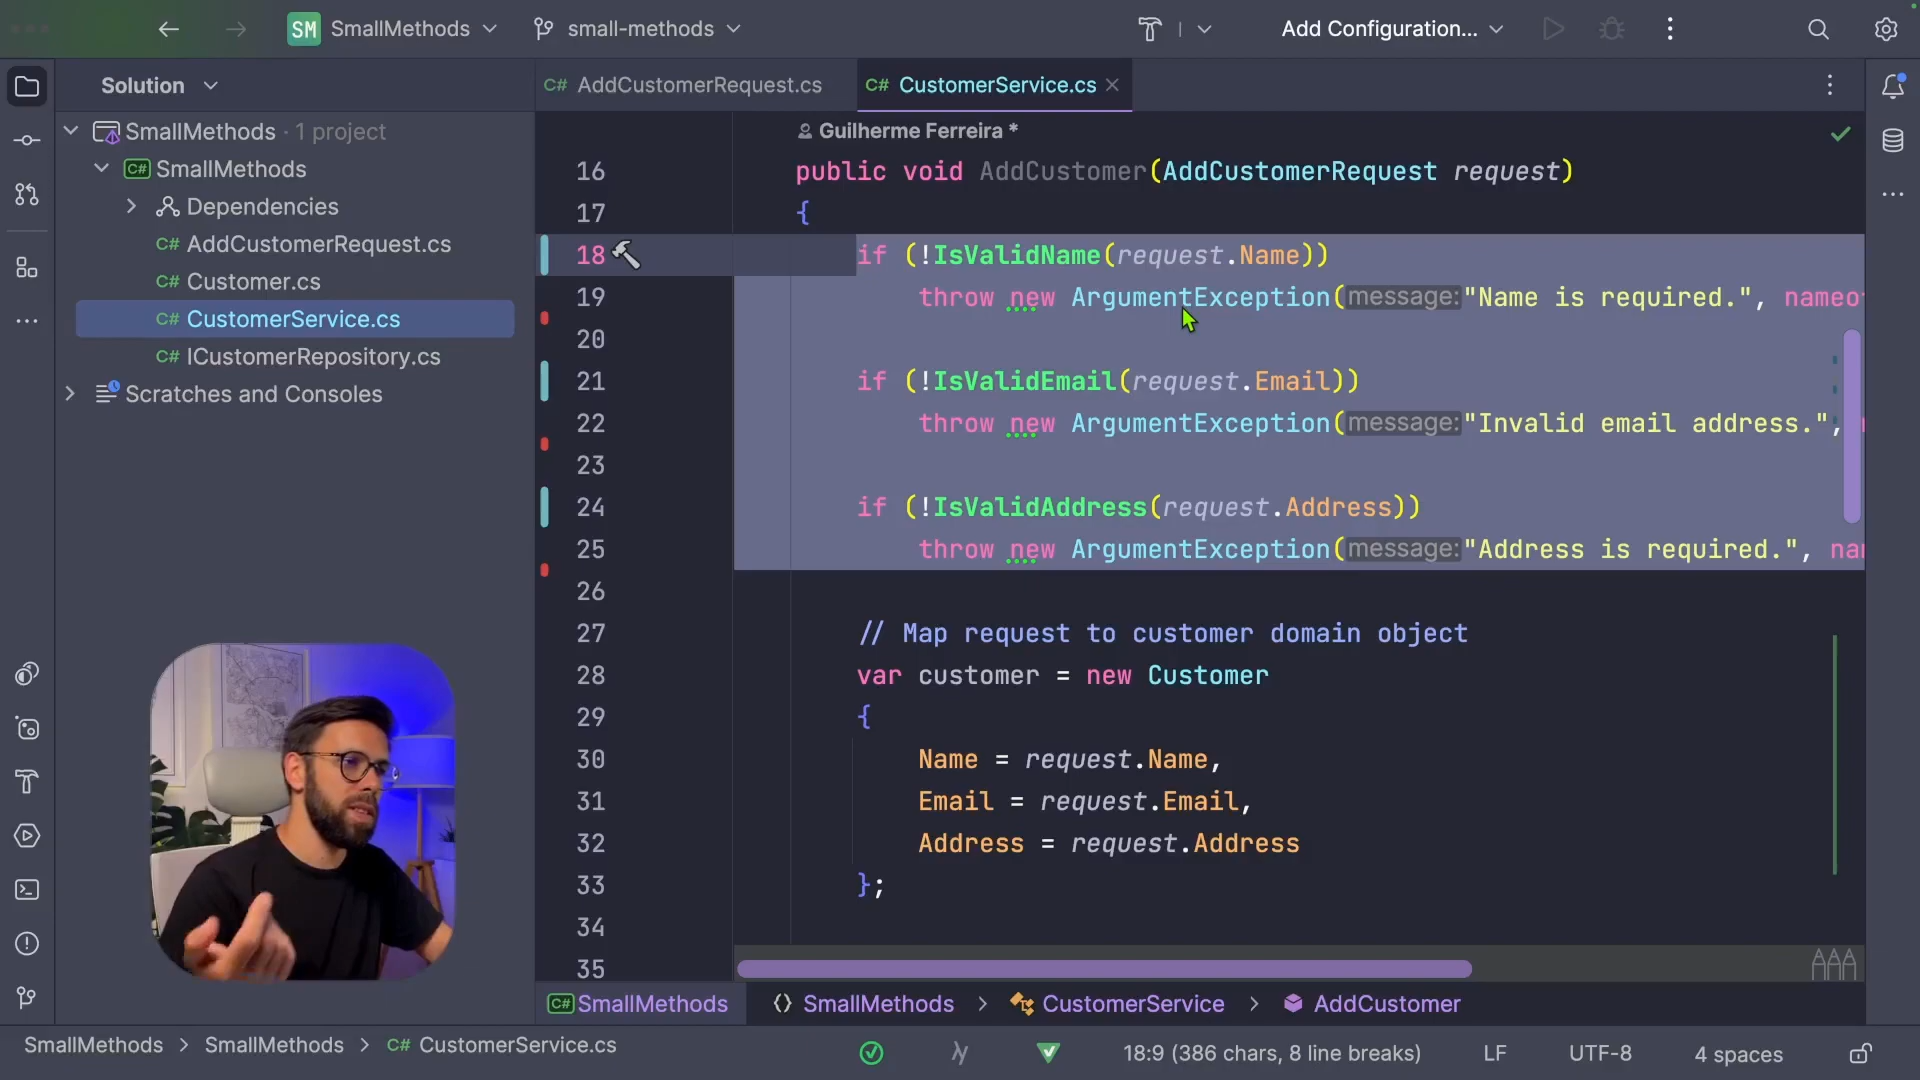 SM SmallMethods small-methods Add Configuration...
Solution C# AddCustomerRequest.cs C# CustomerService.cs
SmallMethods · 1 project
C# SmallMethods
Dependencies
C# AddCustomerRequest.cs
C# Customer.cs
C# CustomerService.cs
C# ICustomerRepository.cs
Scratches and Consoles
Guilherme Ferreira *
16 public void AddCustomer(AddCustomerRequest request)
17 {
18 if (!IsValidName(request.Name))
19 throw new ArgumentException(message:"Name is required.", nameo
20
21 if (!IsValidEmail(request.Email))
22 throw new ArgumentException(message:"Invalid email address.",
23
24 if (!IsValidAddress(request.Address))
25 throw new ArgumentException(message:"Address is required.", na
26
27 // Map request to customer domain object
28 var customer = new Customer
29 {
30 Name = request.Name,
31 Email = request.Email,
32 Address = request.Address
33 };
34
35
C# SmallMethods {} SmallMethods > CustomerService > AddCustomer
SmallMethods > SmallMethods > C# CustomerService.cs 18:9 (386 chars, 8 line breaks) LF UTF-8 4 spaces